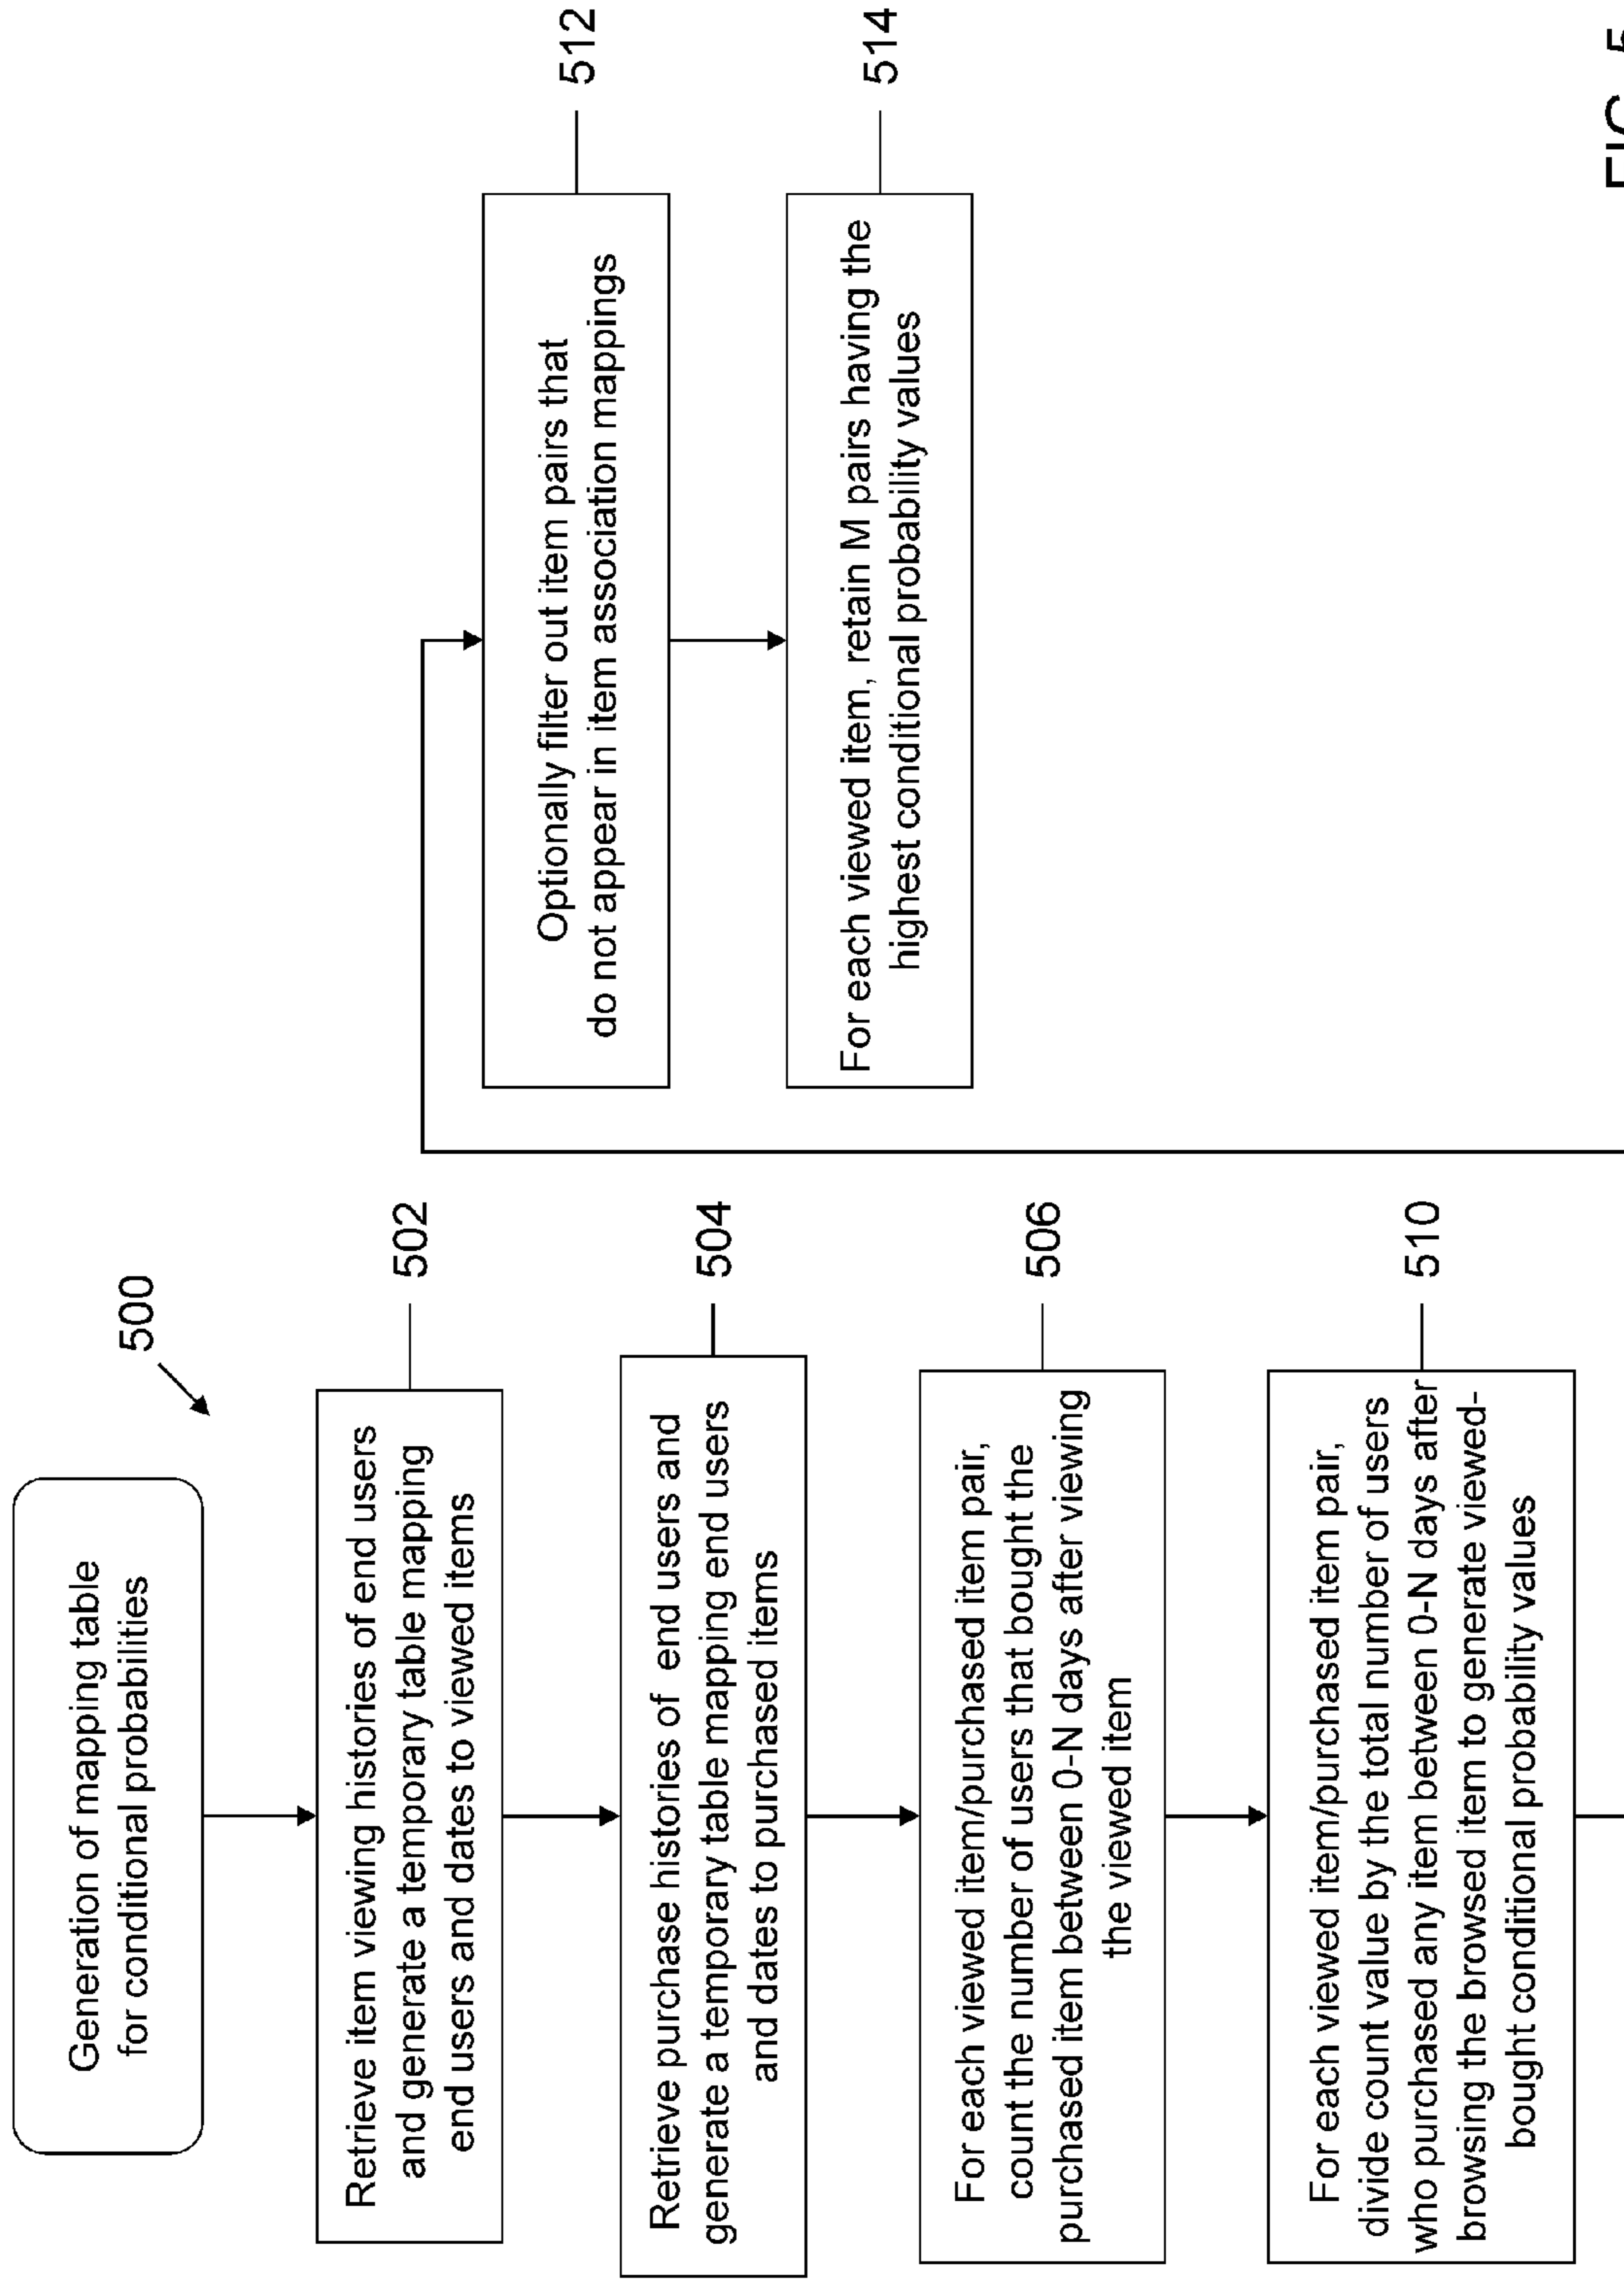 Generation of mapping table
for conditional probabilities
500
Retrieve item viewing histories of end users
and generate a temporary table mapping
end users and dates to viewed items
502
Retrieve purchase histories of end users and
generate a temporary table mapping end users
and dates to purchased items
504
For each viewed item/purchased item pair,
count the number of users that bought the
purchased item between 0-N days after viewing
the viewed item
506
For each viewed item/purchased item pair,
divide count value by the total number of users
who purchased any item between 0-N days after
browsing the browsed item to generate viewed-
bought conditional probability values
510
Optionally filter out item pairs that
do not appear in item association mappings
512
For each viewed item, retain M pairs having the
highest conditional probability values
514
FIG. 5